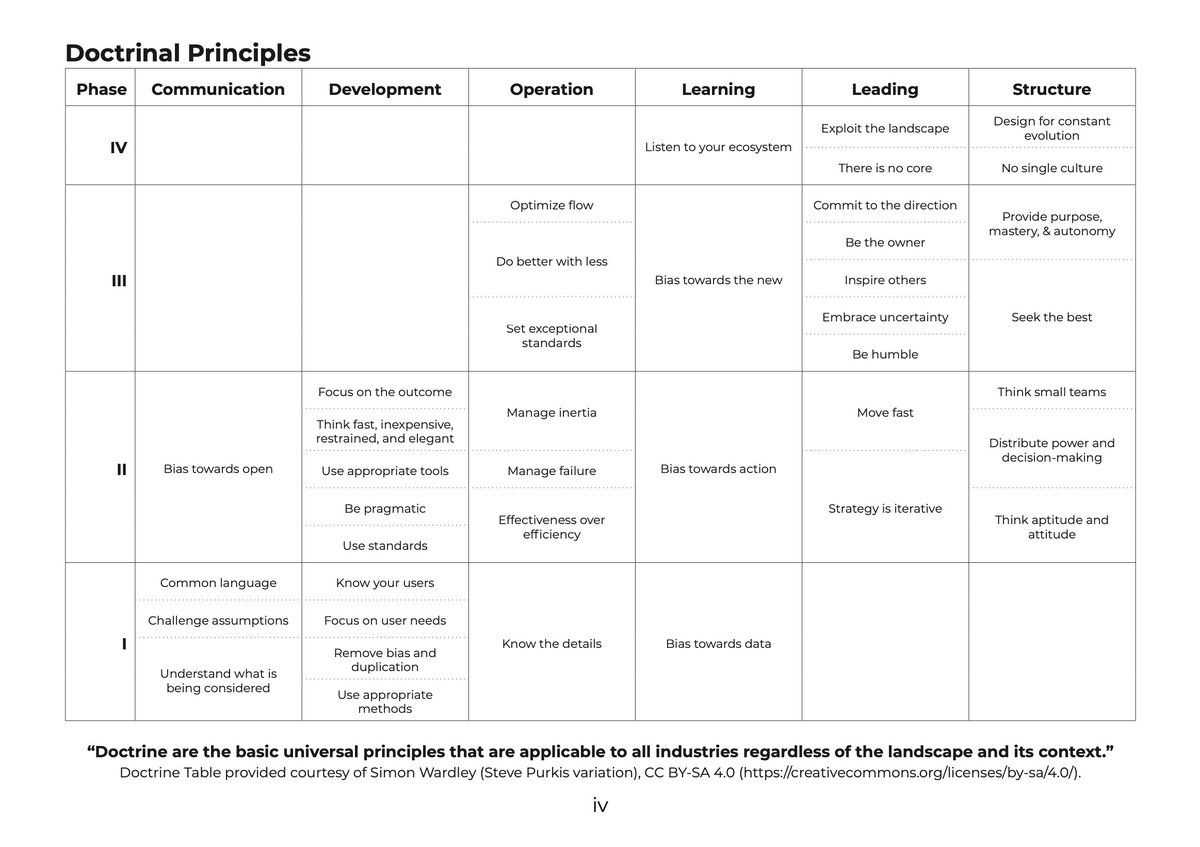 Doctrinal Principles
Phase Communication Development Operation Learning Leading Structure
IV
Listen to your ecosystem
Exploit the landscape
There is no core
Design for constant
evolution
No single culture
III
Optimize flow
Do better with less
Set exceptional
standards
Bias towards the new
Commit to the direction
Be the owner
Inspire others
Embrace uncertainty
Be humble
Provide purpose,
mastery, & autonomy
Seek the best
II
Bias towards open
Focus on the outcome
Think fast, inexpensive,
restrained, and elegant
Use appropriate tools
Be pragmatic
Use standards
Manage inertia
Manage failure
Effectiveness over
efficiency
Bias towards action
Move fast
Strategy is iterative
Think small teams
Distribute power and
decision-making
Think aptitude and
attitude
I
Common language
Challenge assumptions
Understand what is
being considered
Know your users
Focus on user needs
Remove bias and
duplication
Use appropriate
methods
Know the details
Bias towards data
“Doctrine are the basic universal principles that are applicable to all industries regardless of the landscape and its context.”
Doctrine Table provided courtesy of Simon Wardley (Steve Purkis variation), CC BY-SA 4.0 (https://creativecommons.org/licenses/by-sa/4.0/).
iv